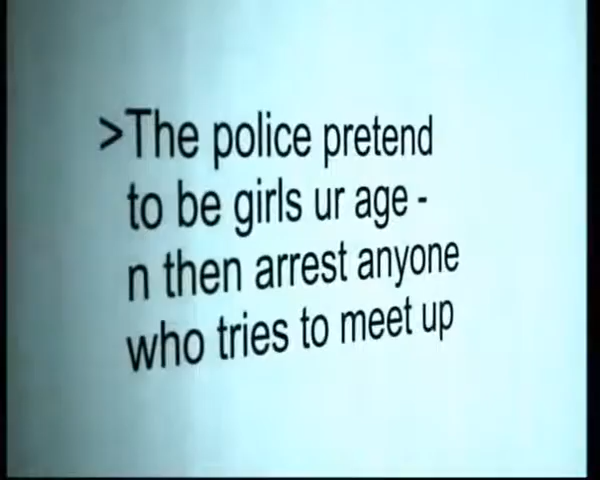 >The police pretend
to be girls ur age -
n then arrest anyone
who tries to meet up